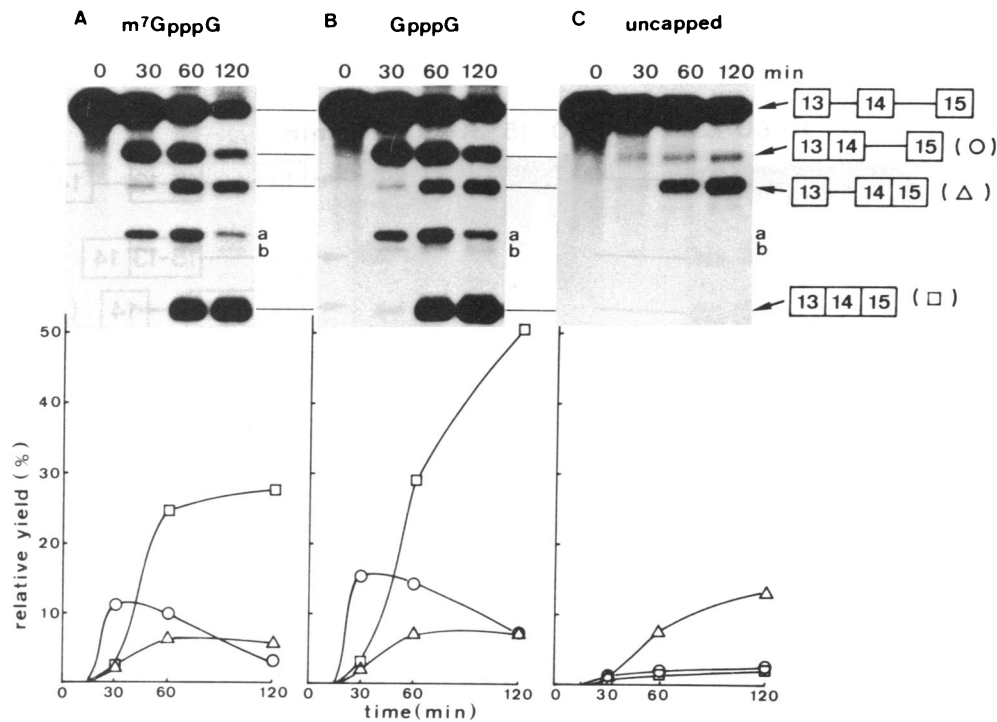 A B C
m⁷GpppG GpppG uncapped
0 30 60 120 0 30 60 120 0 30 60 120 min
13 14 15
13 14 15 (○)
13 14 15 (△)
a a a
b b b
13 14 15 (□)
50
40
30
20
10
relative yield (%)
0 30 60 120 0 30 60 120 0 30 60 120
time(min)